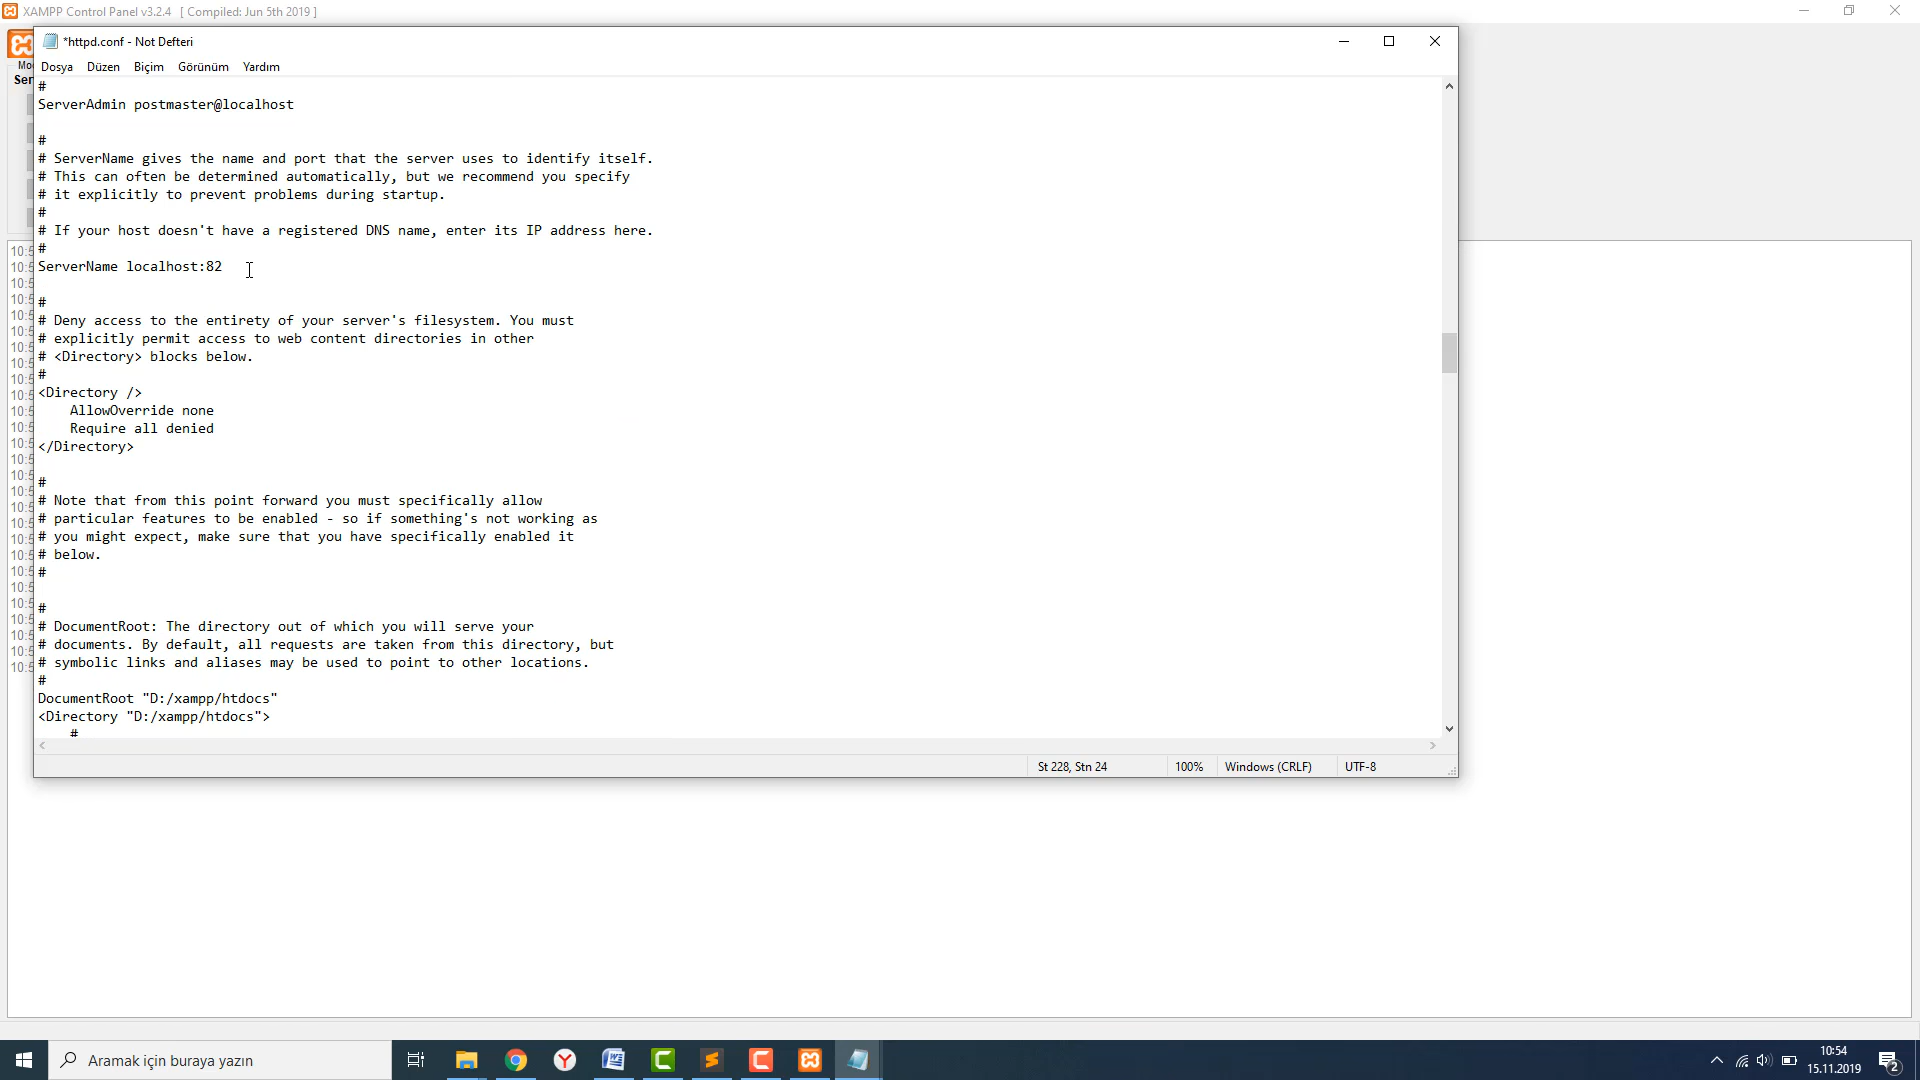 XAMPP Control Panel v3.2.4 [ Compiled: Jun 5th 2019 ]
*httpd.conf - Not Defteri
Dosya Düzen Biçim Görünüm Yardım
#
ServerAdmin postmaster@localhost
#
# ServerName gives the name and port that the server uses to identify itself.
# This can often be determined automatically, but we recommend you specify
# it explicitly to prevent problems during startup.
#
# If your host doesn't have a registered DNS name, enter its IP address here.
#
ServerName localhost:82
#
# Deny access to the entirety of your server's filesystem. You must
# explicitly permit access to web content directories in other
# <Directory> blocks below.
#
<Directory />
AllowOverride none
Require all denied
</Directory>
#
# Note that from this point forward you must specifically allow
# particular features to be enabled - so if something's not working as
# you might expect, make sure that you have specifically enabled it
# below.
#
#
# DocumentRoot: The directory out of which you will serve your
# documents. By default, all requests are taken from this directory, but
# symbolic links and aliases may be used to point to other locations.
#
DocumentRoot "D:/xampp/htdocs"
<Directory "D:/xampp/htdocs">
#
St 228, Stn 24 100% Windows (CRLF) UTF-8
Aramak için buraya yazın
10:54
15.11.2019
2